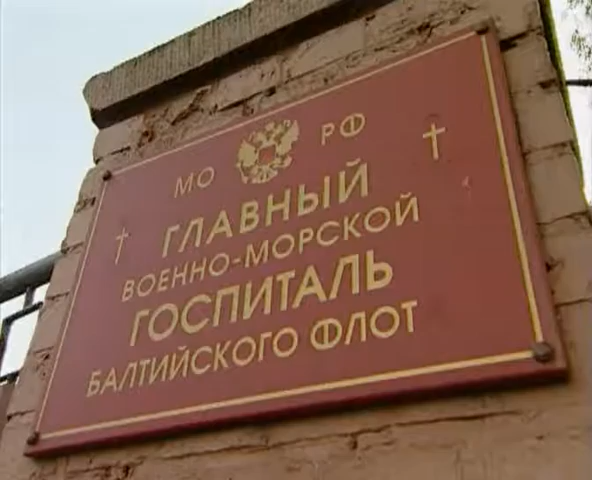 МО РФ
ГЛАВНЫЙ
ВОЕННО-МОРСКОЙ
ГОСПИТАЛЬ
БАЛТИЙСКОГО ФЛОТ